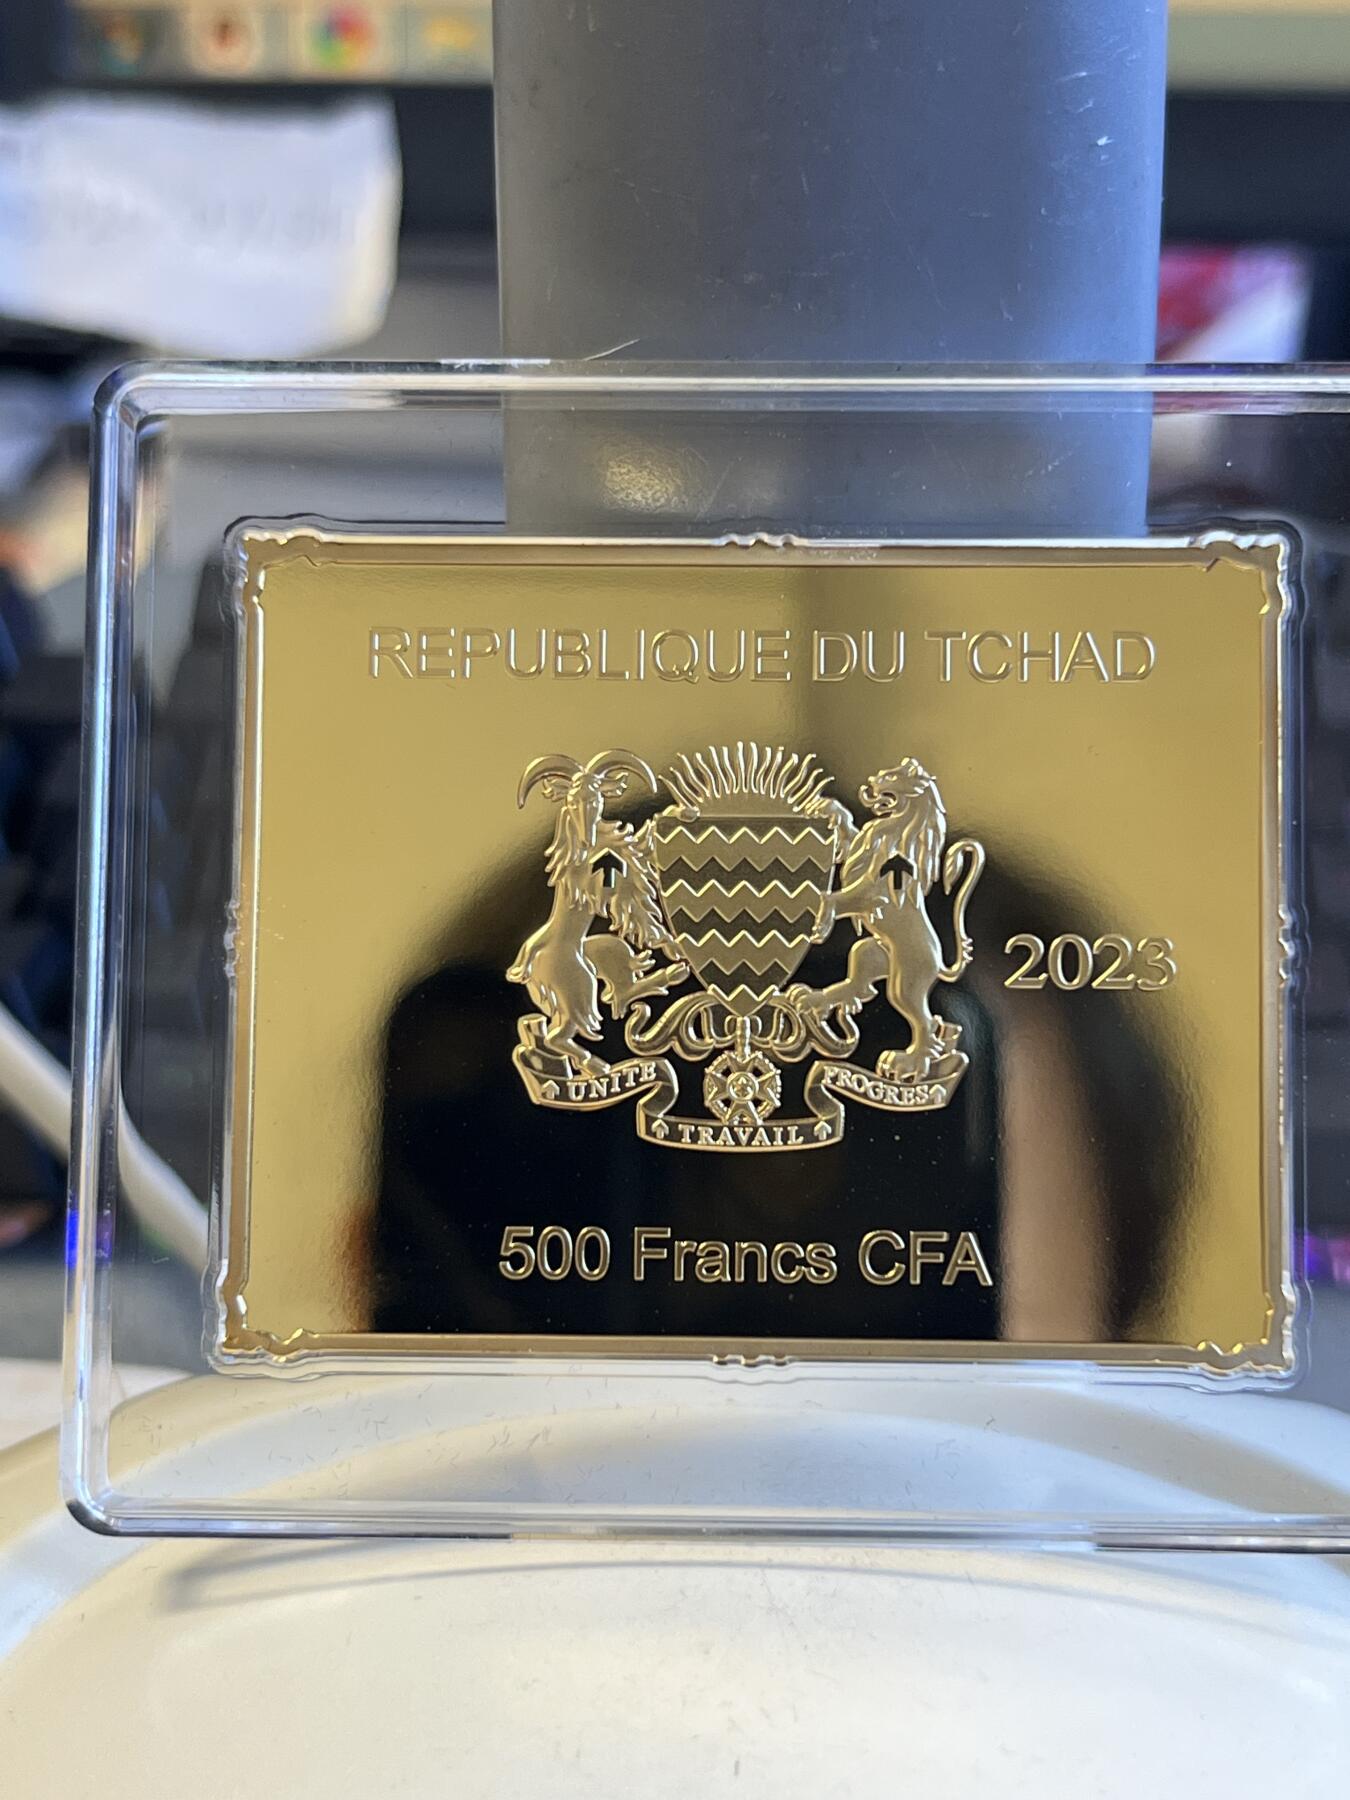 REPUBLIQUE DU TCHAD
2023
UNITE
PROGRES
TRAVAIL
500 Francs CFA